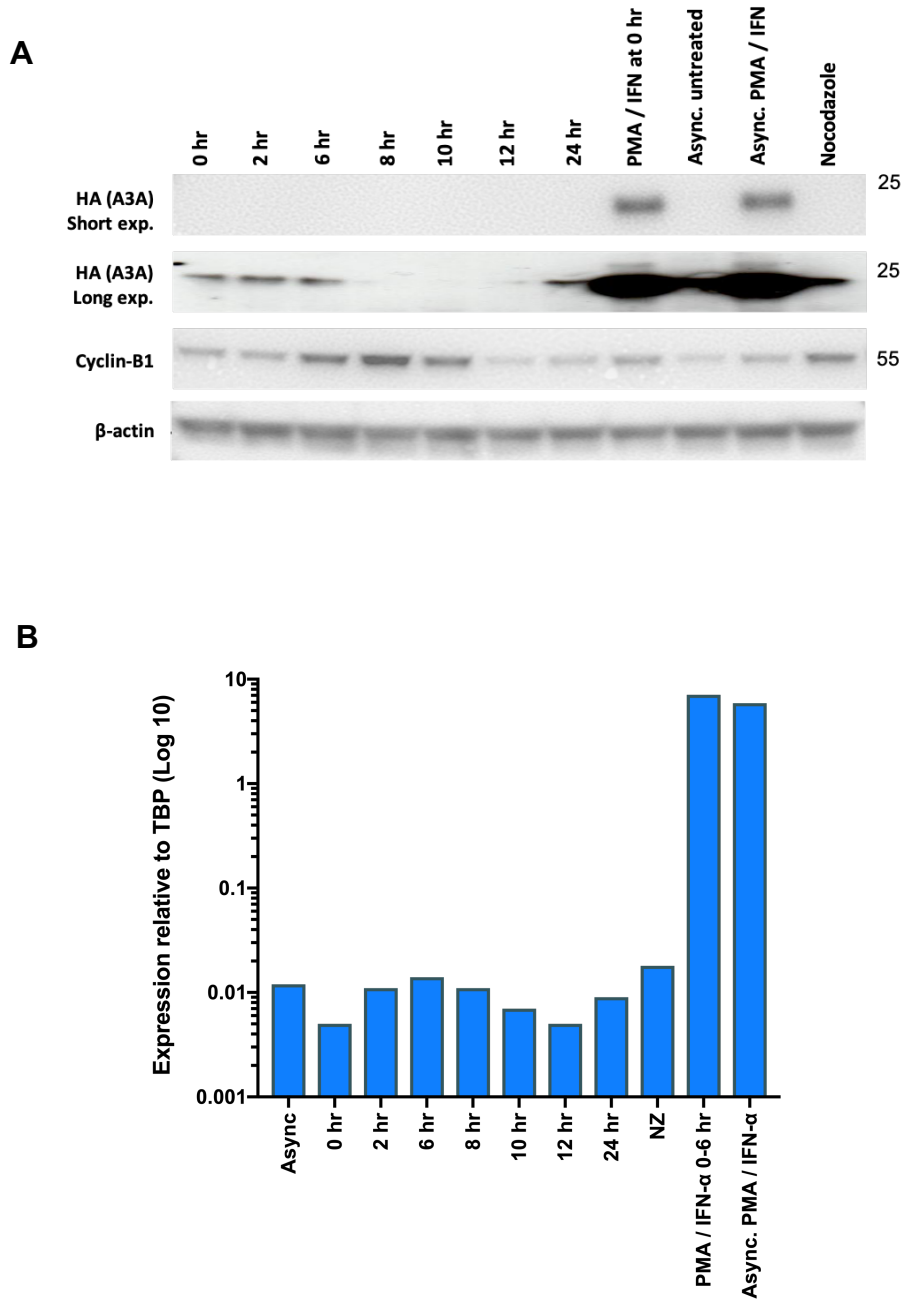 A
0 hr
2 hr
6 hr
8 hr
10 hr
12 hr
24 hr
PMA / IFN at 0 hr
Async. untreated
Async. PMA / IFN
Nocodazole
HA (A3A)
Short exp.
25
HA (A3A)
Long exp.
25
Cyclin-B1
55
β-actin
B
Expression relative to TBP (Log 10)
10
1
0.1
0.01
0.001
Async
0 hr
2 hr
6 hr
8 hr
10 hr
12 hr
24 hr
NZ
PMA / IFN-α 0-6 hr
Async. PMA / IFN-α